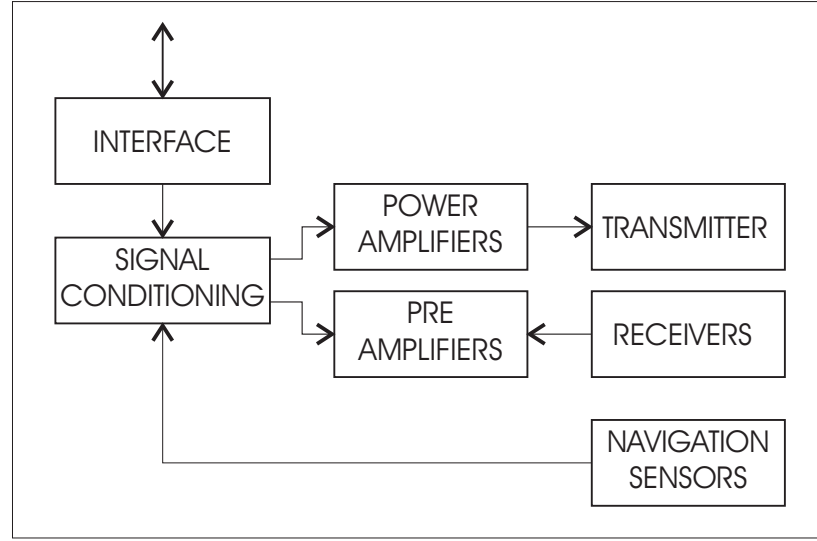 INTERFACE
SIGNAL
CONDITIONING
POWER
AMPLIFIERS
TRANSMITTER
PRE
AMPLIFIERS
RECEIVERS
NAVIGATION
SENSORS